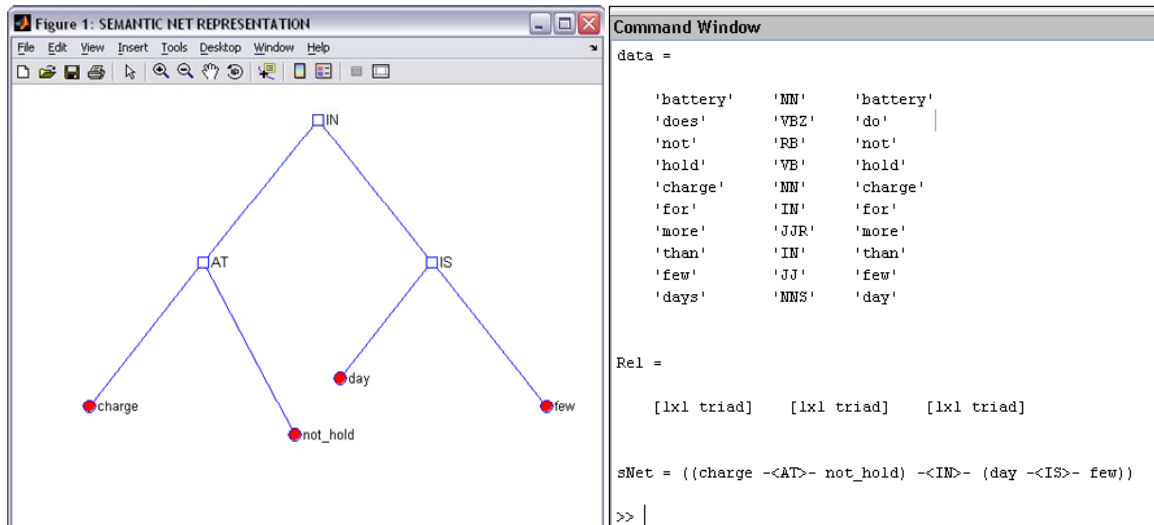 Figure 1: SEMANTIC NET REPRESENTATION
File Edit View Insert Tools Desktop Window Help
IN
AT
IS
day
charge
few
not_hold
Command Window
data =
'battery' 'NN' 'battery'
'does' 'VBZ' 'do'
'not' 'RB' 'not'
'hold' 'VB' 'hold'
'charge' 'NN' 'charge'
'for' 'IN' 'for'
'more' 'JJR' 'more'
'than' 'IN' 'than'
'few' 'JJ' 'few'
'days' 'NNS' 'day'
Rel =
[1x1 triad] [1x1 triad] [1x1 triad]
sNet = ((charge -<AT>- not_hold) -<IN>- (day -<IS>- few))
>>